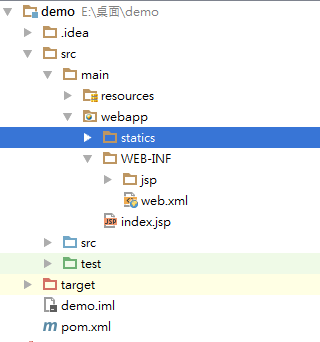 demo E:\桌面\demo
.idea
src
main
resources
webapp
statics
WEB-INF
jsp
web.xml
JSP index.jsp
src
test
target
demo.iml
m pom.xml